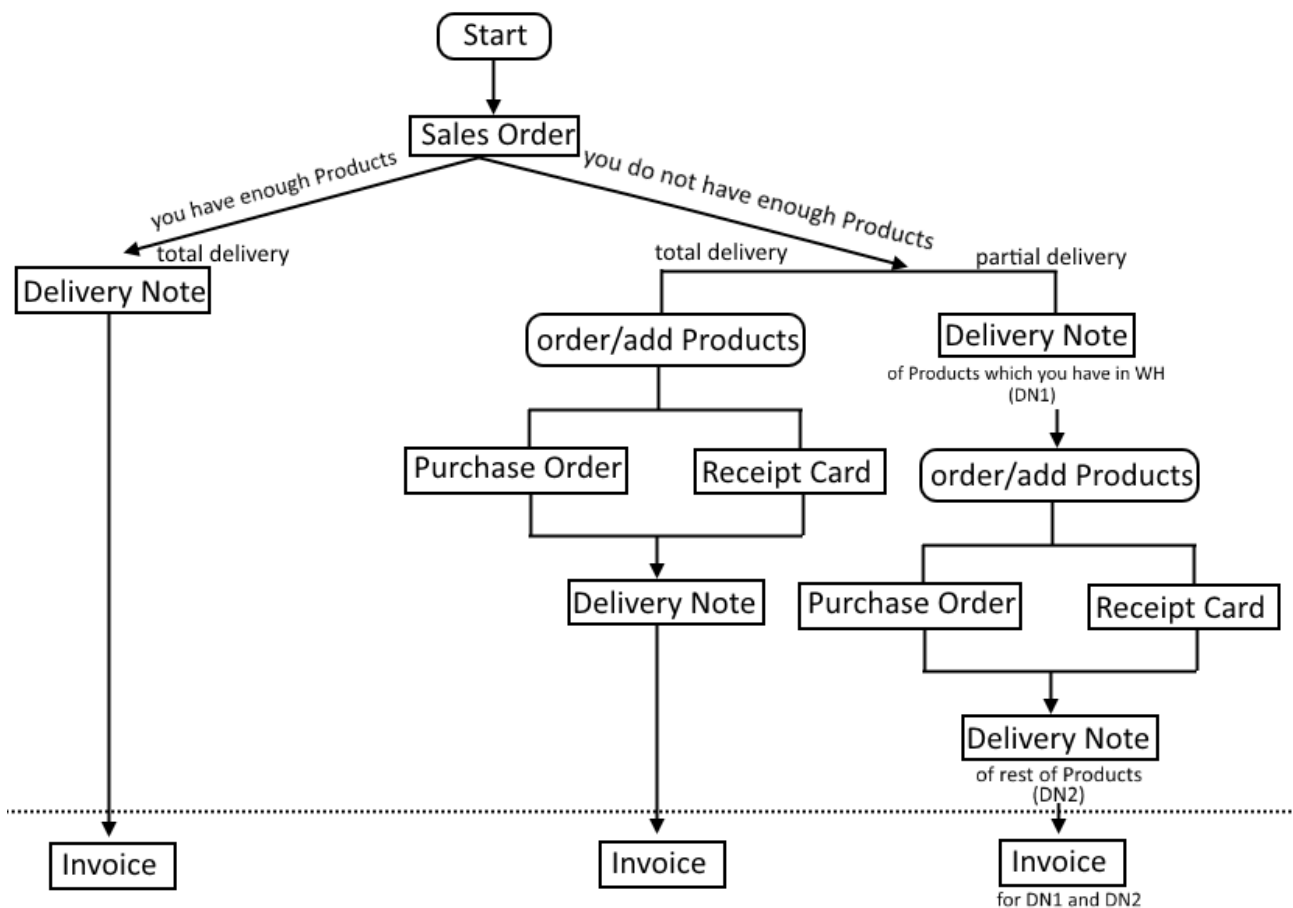 Start
Sales Order
you have enough Products
you do not have enough Products
total delivery
total delivery
partial delivery
Delivery Note
order/add Products
Delivery Note
of Products which you have in WH
(DN1)
Purchase Order
Receipt Card
order/add Products
Delivery Note
Purchase Order
Receipt Card
Delivery Note
of rest of Products
(DN2)
Invoice
Invoice
Invoice
for DN1 and DN2